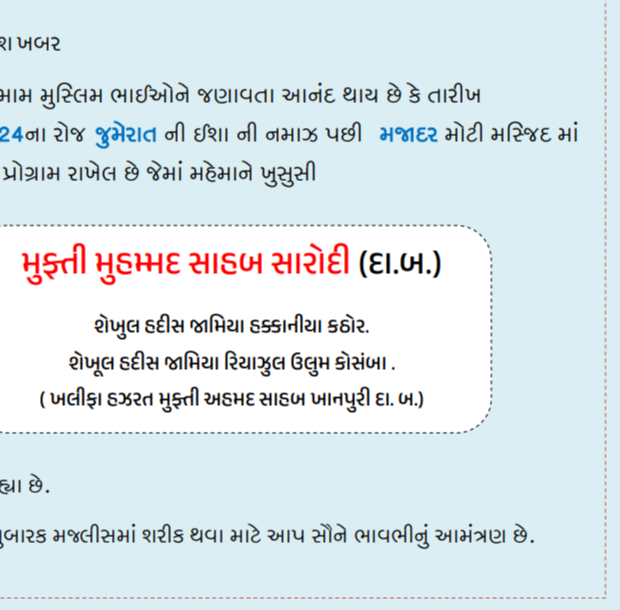 શ ખબર
મામ મુસ્લિમ ભાઈઓને જણાવતા આનંદ થાય છે કે તારીખ
24ના રોજ જુમેરાત ની ઈશા ની નમાઝ પછી મજાદર મોટી મસ્જિદ માં
પ્રોગ્રામ રાખેલ છે જેમાં મહેમાને ખુસુસી
મુફ્તી મુહમ્મદ સાહબ સારોદી (દા.બ.)
શેખુલ હદીસ જામિયા હક્કાનીયા કઠોર.
શેખૂલ હદીસ જામિયા રિયાઝુલ ઉલુમ કોસંબા .
( ખલીફા હઝરત મુફ્તી અહમદ સાહબ ખાનપુરી દા. બ.)
હ્યા છે.
ુબારક મજલીસમાં શરીક થવા માટે આપ સૌને ભાવભીનું આમંત્રણ છે.